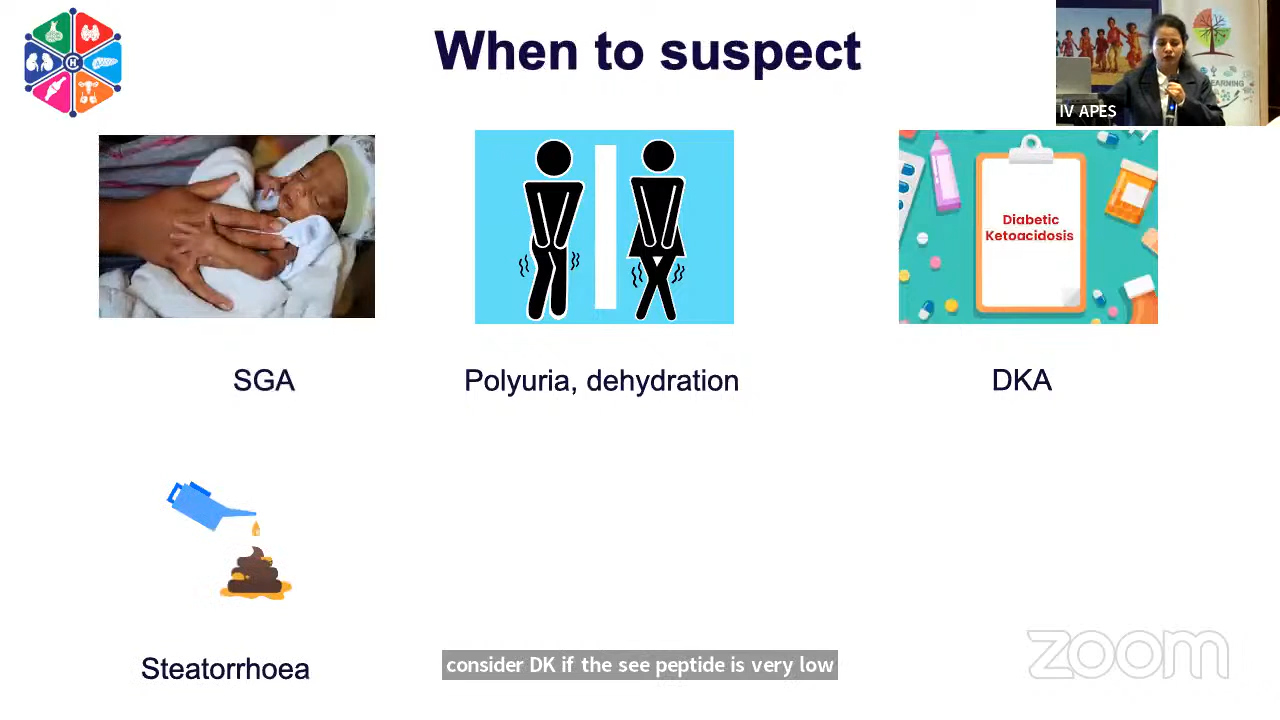 When to suspect
IV APES
LEARNING
Diabetic
Ketoacidosis
SGA
Polyuria, dehydration
DKA
Steatorrhoea
consider DK if the see peptide is very low
zoom
H